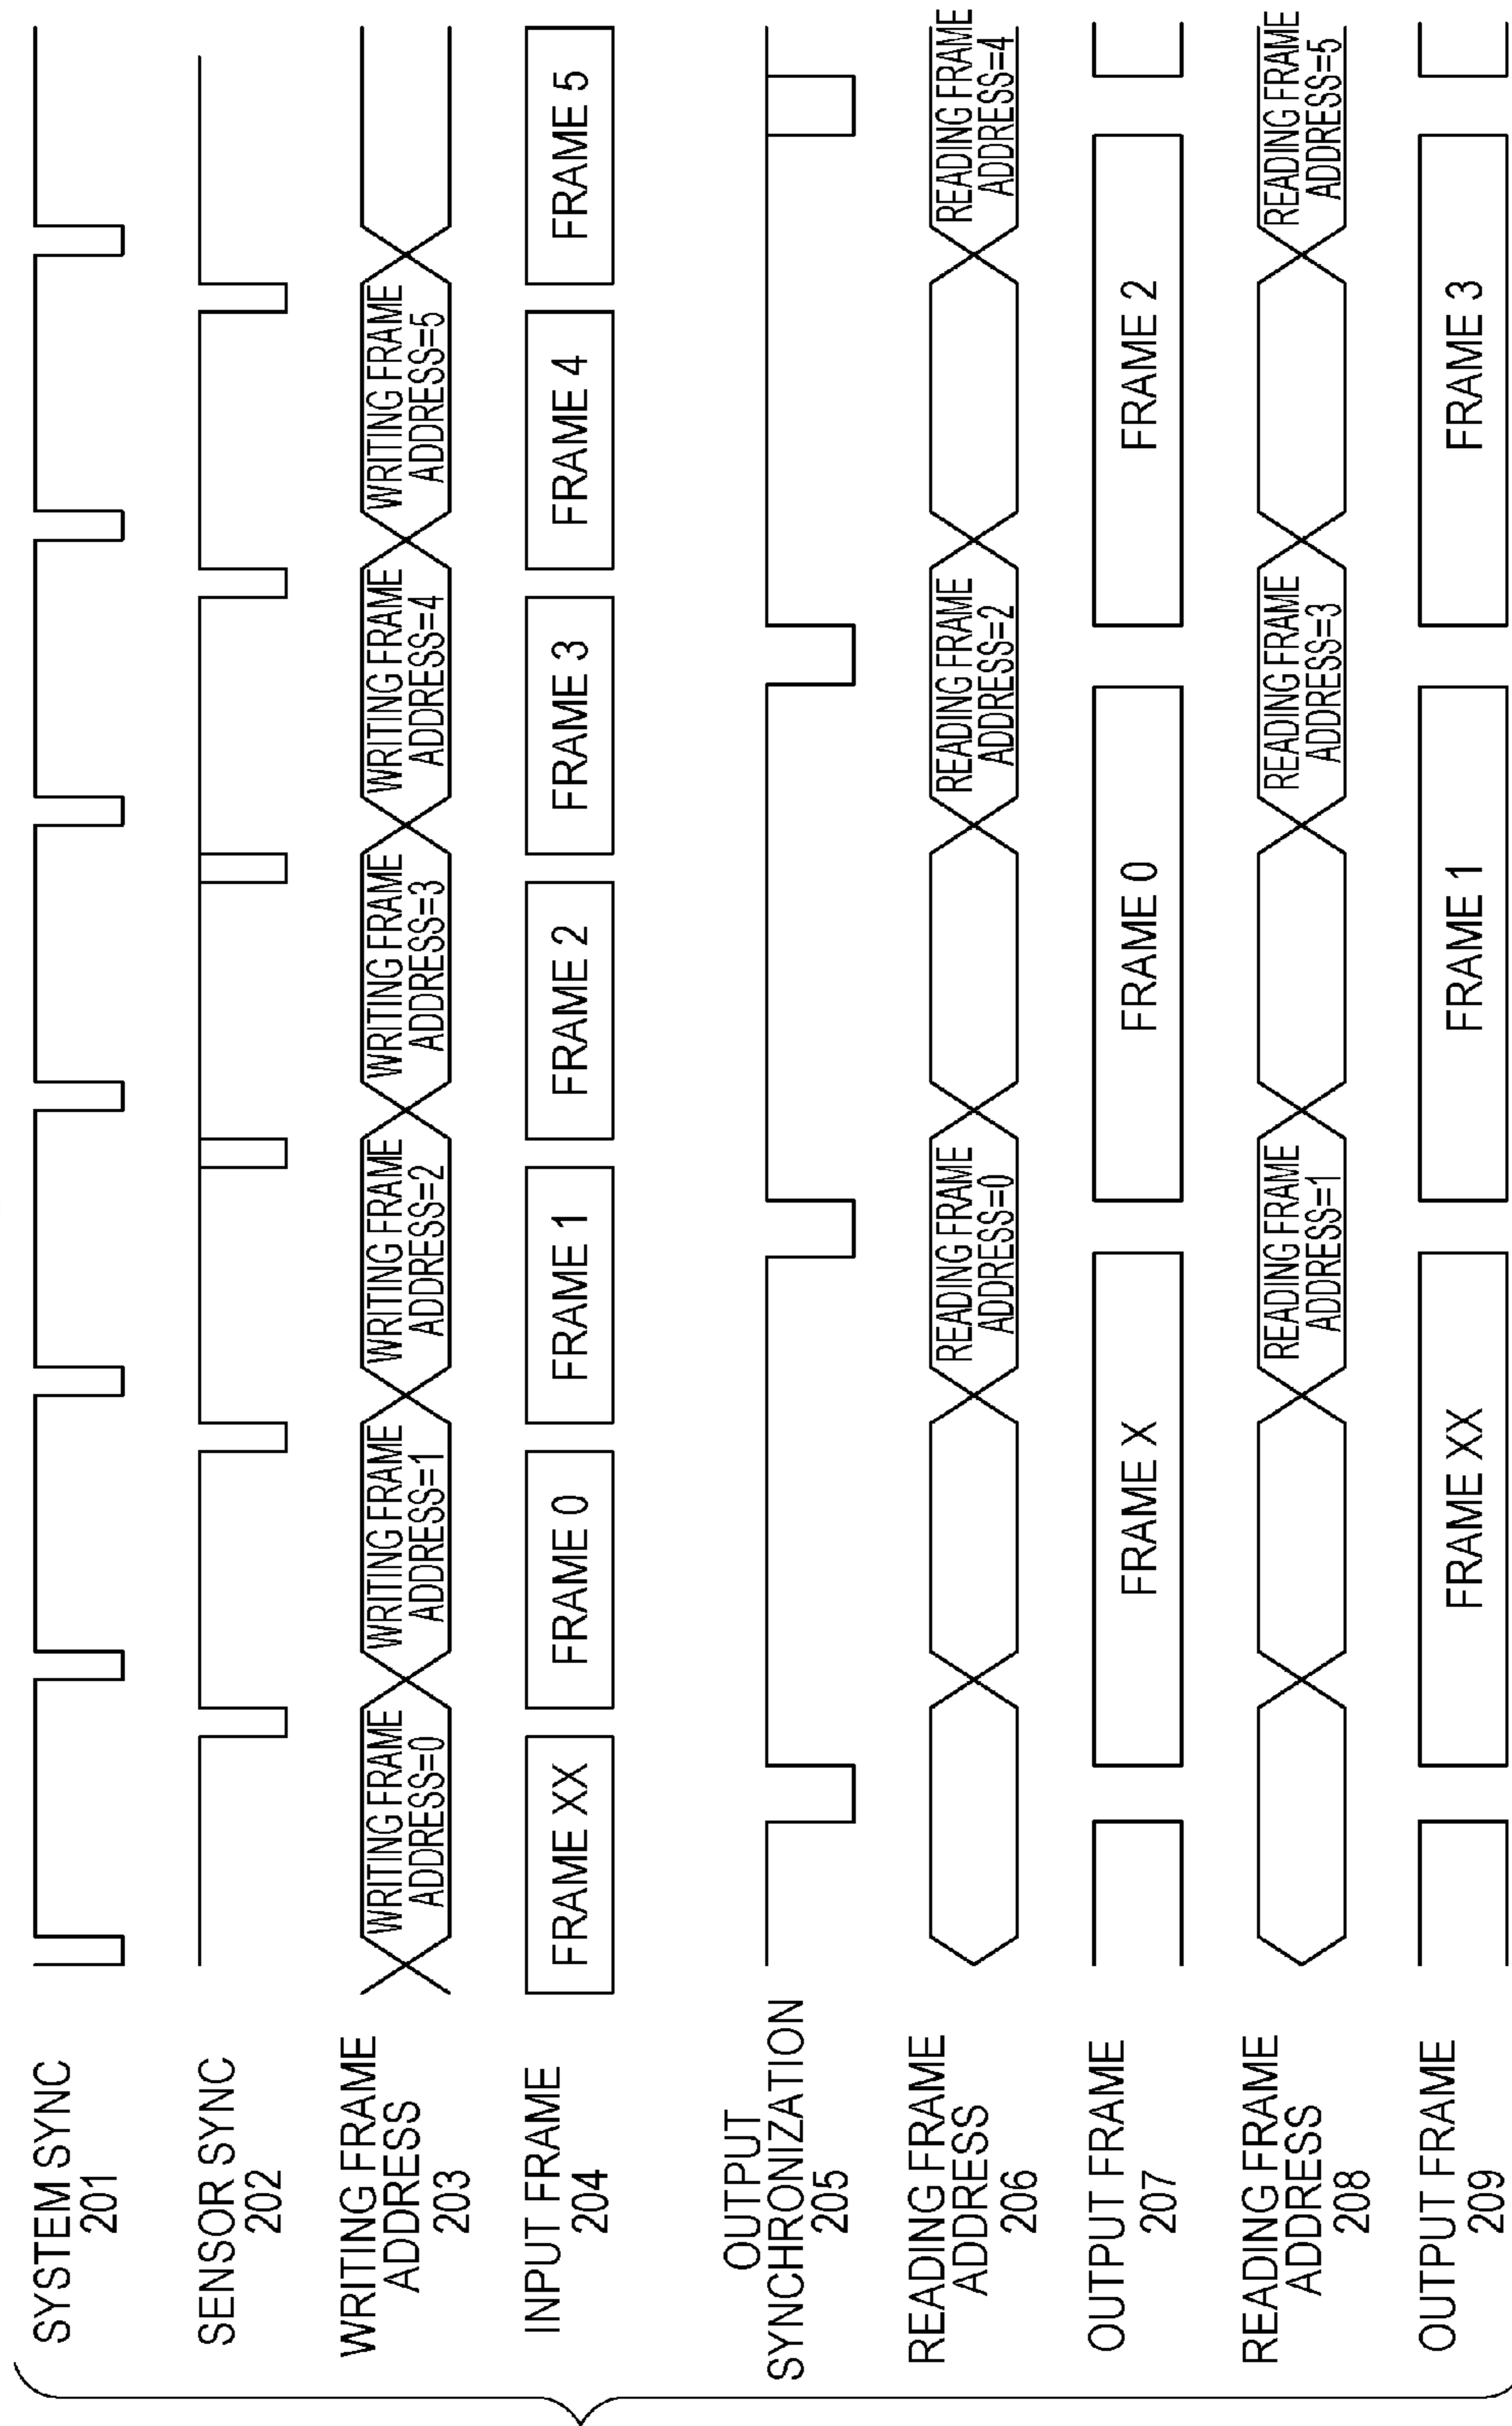 SYSTEM SYNC
201
SENSOR SYNC
202
WRITING FRAME
ADDRESS
203
WRITING FRAME
ADDRESS=0
WRITING FRAME
ADDRESS=1
WRITING FRAME
ADDRESS=2
WRITING FRAME
ADDRESS=3
WRITING FRAME
ADDRESS=4
WRITING FRAME
ADDRESS=5
INPUT FRAME
204
FRAME XX
FRAME 0
FRAME 1
FRAME 2
FRAME 3
FRAME 4
FRAME 5
OUTPUT
SYNCHRONIZATION
205
READING FRAME
ADDRESS
206
READING FRAME
ADDRESS=0
READING FRAME
ADDRESS=2
READING FRAME
ADDRESS=4
OUTPUT FRAME
207
FRAME X
FRAME 0
FRAME 2
READING FRAME
ADDRESS
208
READING FRAME
ADDRESS=1
READING FRAME
ADDRESS=3
READING FRAME
ADDRESS=5
OUTPUT FRAME
209
FRAME XX
FRAME 1
FRAME 3